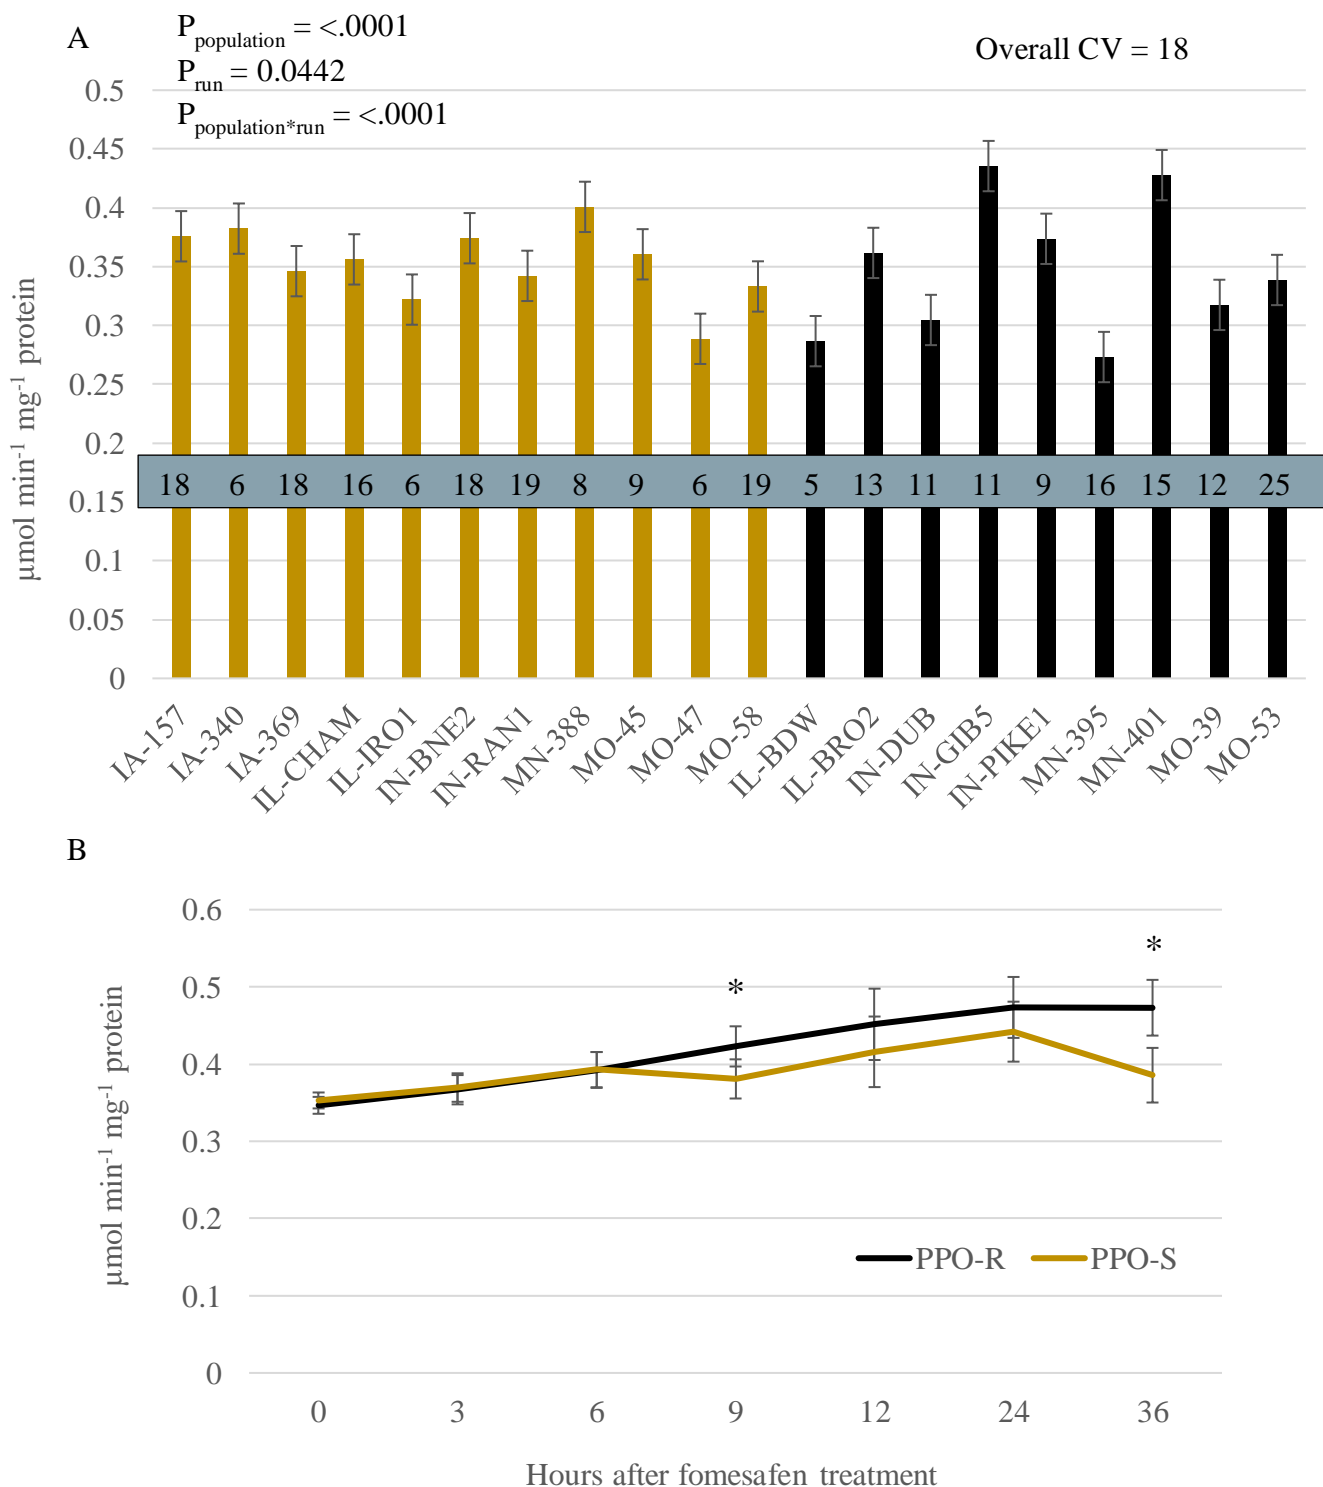 A
P_population = <.0001
P_run = 0.0442
P_population*run = <.0001
Overall CV = 18
µmol min⁻¹ mg⁻¹ protein
0.5
0.45
0.4
0.35
0.3
0.25
0.2
0.15
0.1
0.05
0
18 6 18 16 6 18 19 8 9 6 19 5 13 11 11 9 16 15 12 25
IA-157 IA-340 IA-369 IL-CHAM IL-IRO1 IN-BNE2 IN-RAN1 MN-388 MO-45 MO-47 MO-58 IL-BDW IL-BRO2 IN-DUB IN-GIB5 IN-PIKE1 MN-395 MN-401 MO-39 MO-53
B
µmol min⁻¹ mg⁻¹ protein
0.6
0.5
0.4
0.3
0.2
0.1
0
*
*
PPO-R PPO-S
0 3 6 9 12 24 36
Hours after fomesafen treatment